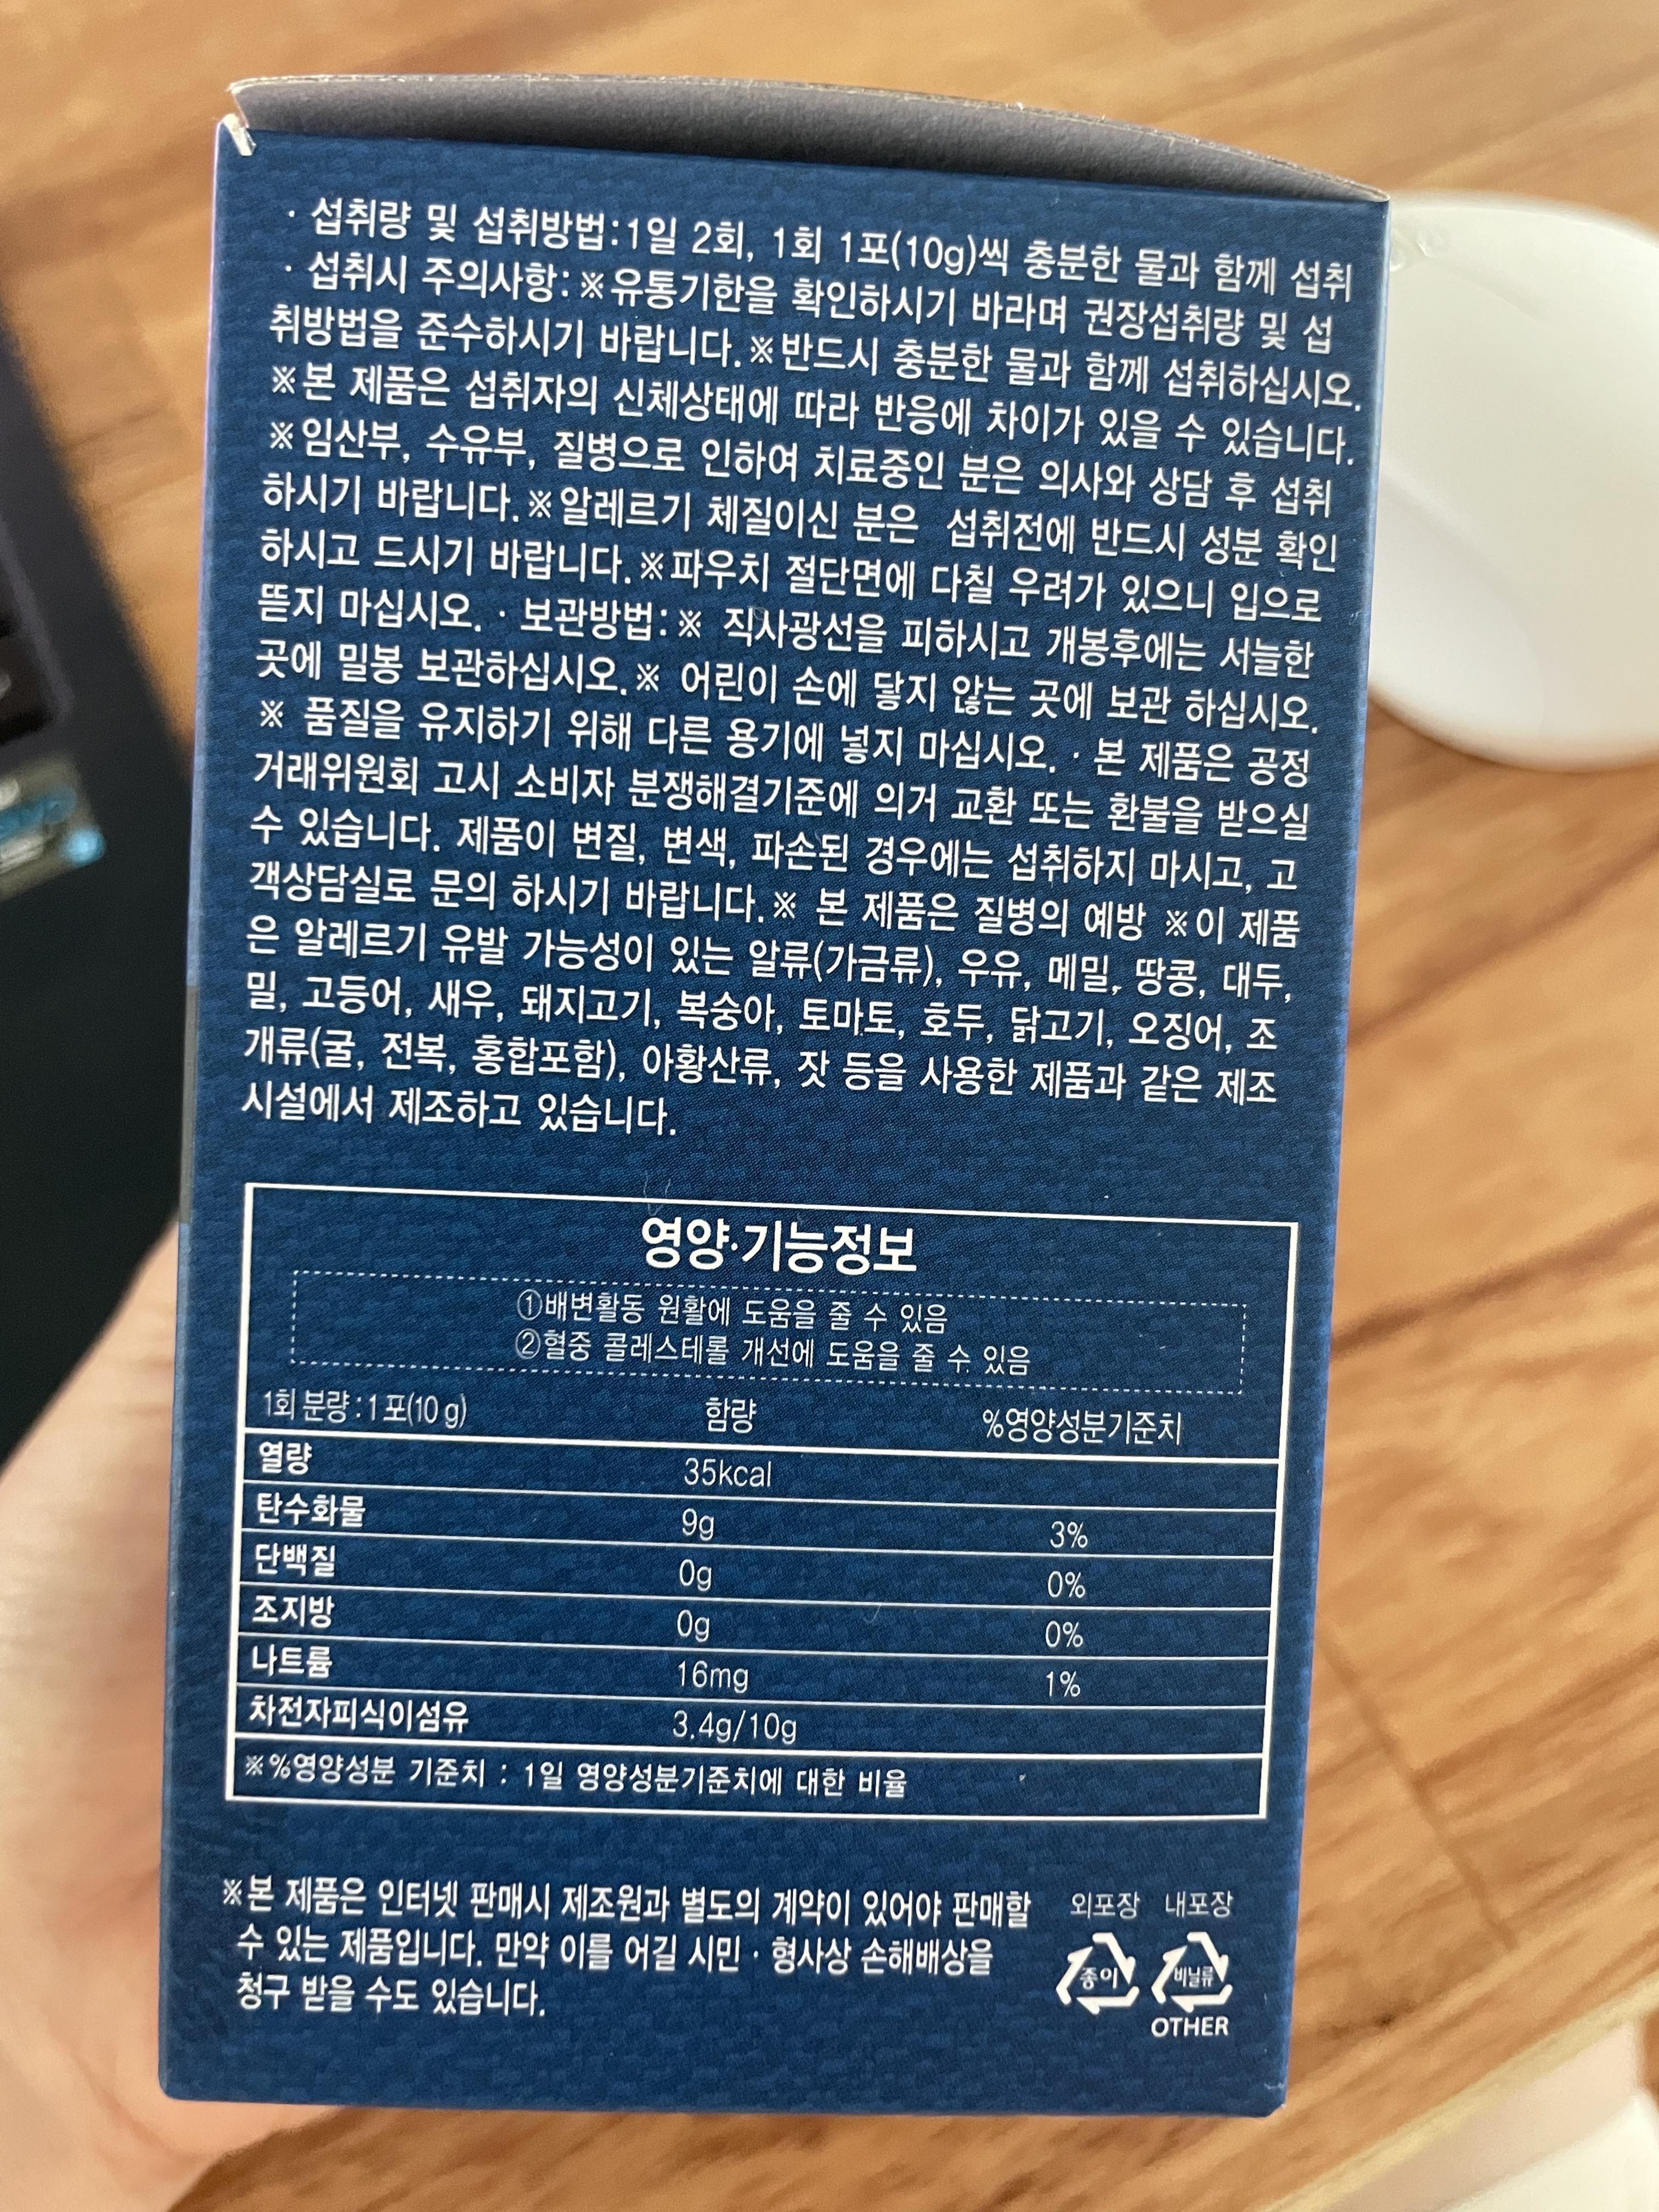 · 섭취량 및 섭취방법:1일 2회, 1회 1포(10g)씩 충분한 물과 함께 섭취
· 섭취시 주의사항:※유통기한을 확인하시기 바라며 권장섭취량 및 섭
취방법을 준수하시기 바랍니다.※반드시 충분한 물과 함께 섭취하십시오.
※본 제품은 섭취자의 신체상태에 따라 반응에 차이가 있을 수 있습니다.
※임산부, 수유부, 질병으로 인하여 치료중인 분은 의사와 상담 후 섭취
하시기 바랍니다.※알레르기 체질이신 분은 섭취전에 반드시 성분 확인
하시고 드시기 바랍니다.※파우치 절단면에 다칠 우려가 있으니 입으로
뜯지 마십시오. · 보관방법:※ 직사광선을 피하시고 개봉후에는 서늘한
곳에 밀봉 보관하십시오.※ 어린이 손에 닿지 않는 곳에 보관 하십시오.
※ 품질을 유지하기 위해 다른 용기에 넣지 마십시오. · 본 제품은 공정
거래위원회 고시 소비자 분쟁해결기준에 의거 교환 또는 환불을 받으실
수 있습니다. 제품이 변질, 변색, 파손된 경우에는 섭취하지 마시고, 고
객상담실로 문의 하시기 바랍니다.※ 본 제품은 질병의 예방 ※이 제품
은 알레르기 유발 가능성이 있는 알류(가금류), 우유, 메밀, 땅콩, 대두,
밀, 고등어, 새우, 돼지고기, 복숭아, 토마토, 호두, 닭고기, 오징어, 조
개류(굴, 전복, 홍합포함), 아황산류, 잣 등을 사용한 제품과 같은 제조
시설에서 제조하고 있습니다.
영양·기능정보
①배변활동 원활에 도움을 줄 수 있음
②혈중 콜레스테롤 개선에 도움을 줄 수 있음
1회 분량:1포(10 g) 함량 %영양성분기준치
열량 35kcal
탄수화물 9g 3%
단백질 0g 0%
조지방 0g 0%
나트륨 16mg 1%
차전자피식이섬유 3.4g/10g
※%영양성분 기준치 : 1일 영양성분기준치에 대한 비율
※본 제품은 인터넷 판매시 제조원과 별도의 계약이 있어야 판매할
수 있는 제품입니다. 만약 이를 어길 시민 · 형사상 손해배상을
청구 받을 수도 있습니다.
외포장 내포장
종이 비닐류
OTHER